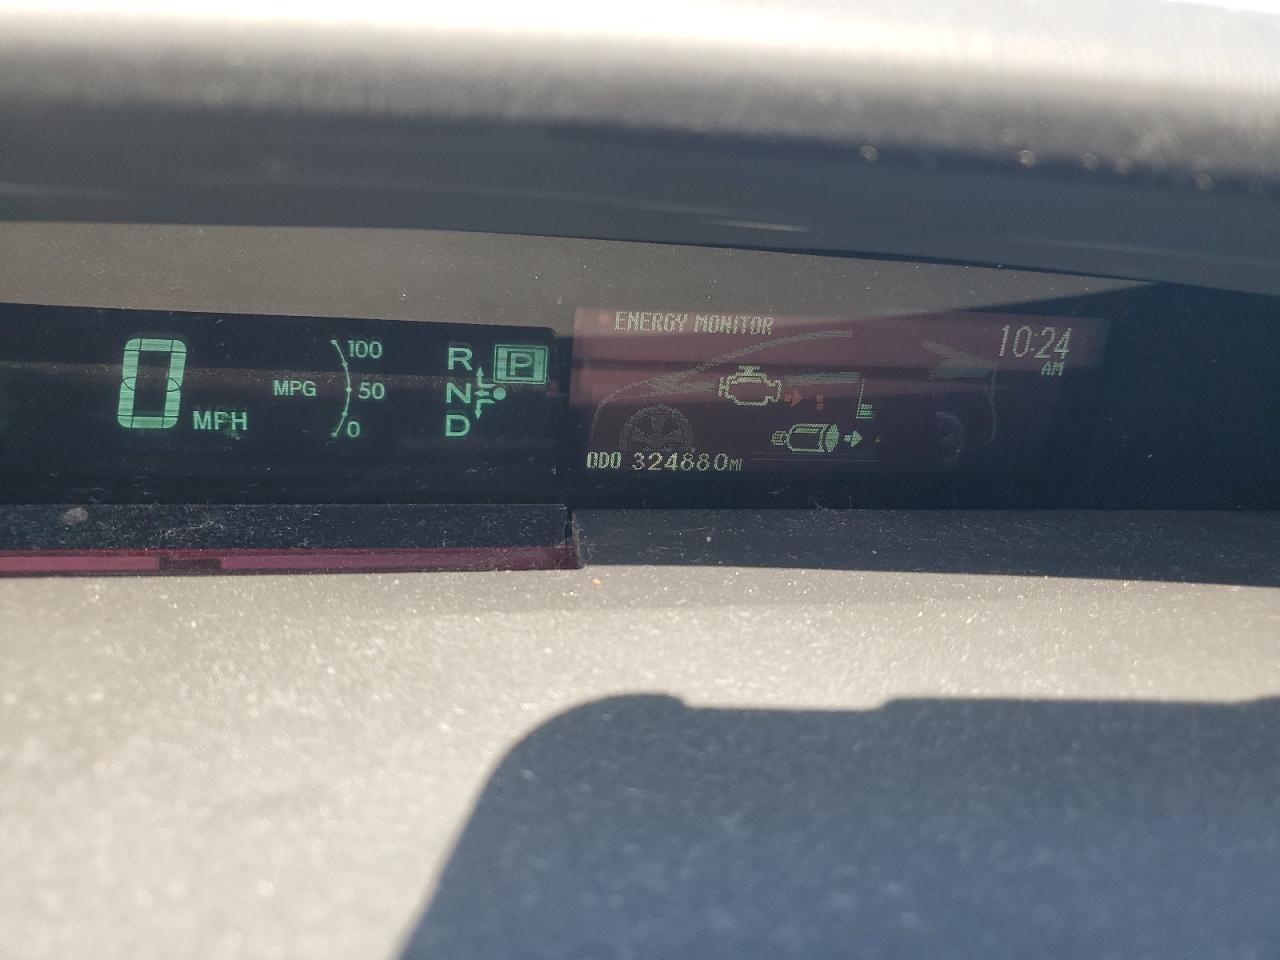 0 MPH
MPG
100
50
0
R
N
D
P
ENERGY MONITOR
10:24
AM
ODO 324880MI